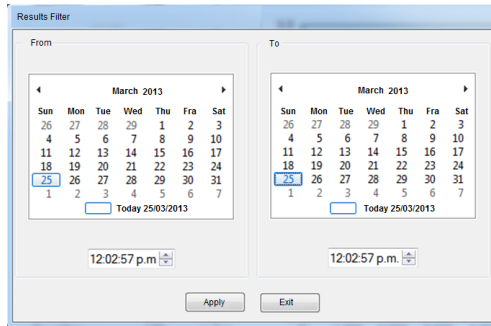 Results Filter
From
To
March 2013
Sun Mon Tue Wed Thu Fra Sat
26 27 28 29 1 2 3
4 5 6 7 8 9 10
11 12 13 14 15 16 17
18 19 20 21 22 23 24
25 26 27 28 29 30 31
1 2 3 4 5 6 7
Today 25/03/2013
12:02:57 p.m
March 2013
Sun Mon Tue Wed Thu Fra Sat
26 27 28 29 1 2 3
4 5 6 7 8 9 10
11 12 13 14 15 16 17
18 19 20 21 22 23 24
25 26 27 28 29 30 31
1 2 3 4 5 6 7
Today 25/03/2013
12:02:57 p.m.
Apply
Exit